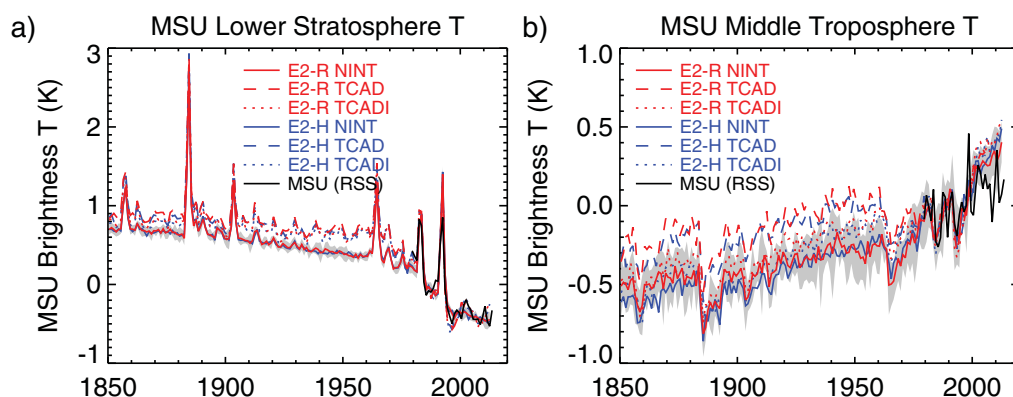 a)
MSU Lower Stratosphere T
MSU Brightness T (K)
3
2
1
0
-1
E2-R NINT
E2-R TCAD
E2-R TCADI
E2-H NINT
E2-H TCAD
E2-H TCADI
MSU (RSS)
1850
1900
1950
2000
b)
MSU Middle Troposphere T
MSU Brightness T (K)
1.0
0.5
0.0
-0.5
-1.0
E2-R NINT
E2-R TCAD
E2-R TCADI
E2-H NINT
E2-H TCAD
E2-H TCADI
MSU (RSS)
1850
1900
1950
2000